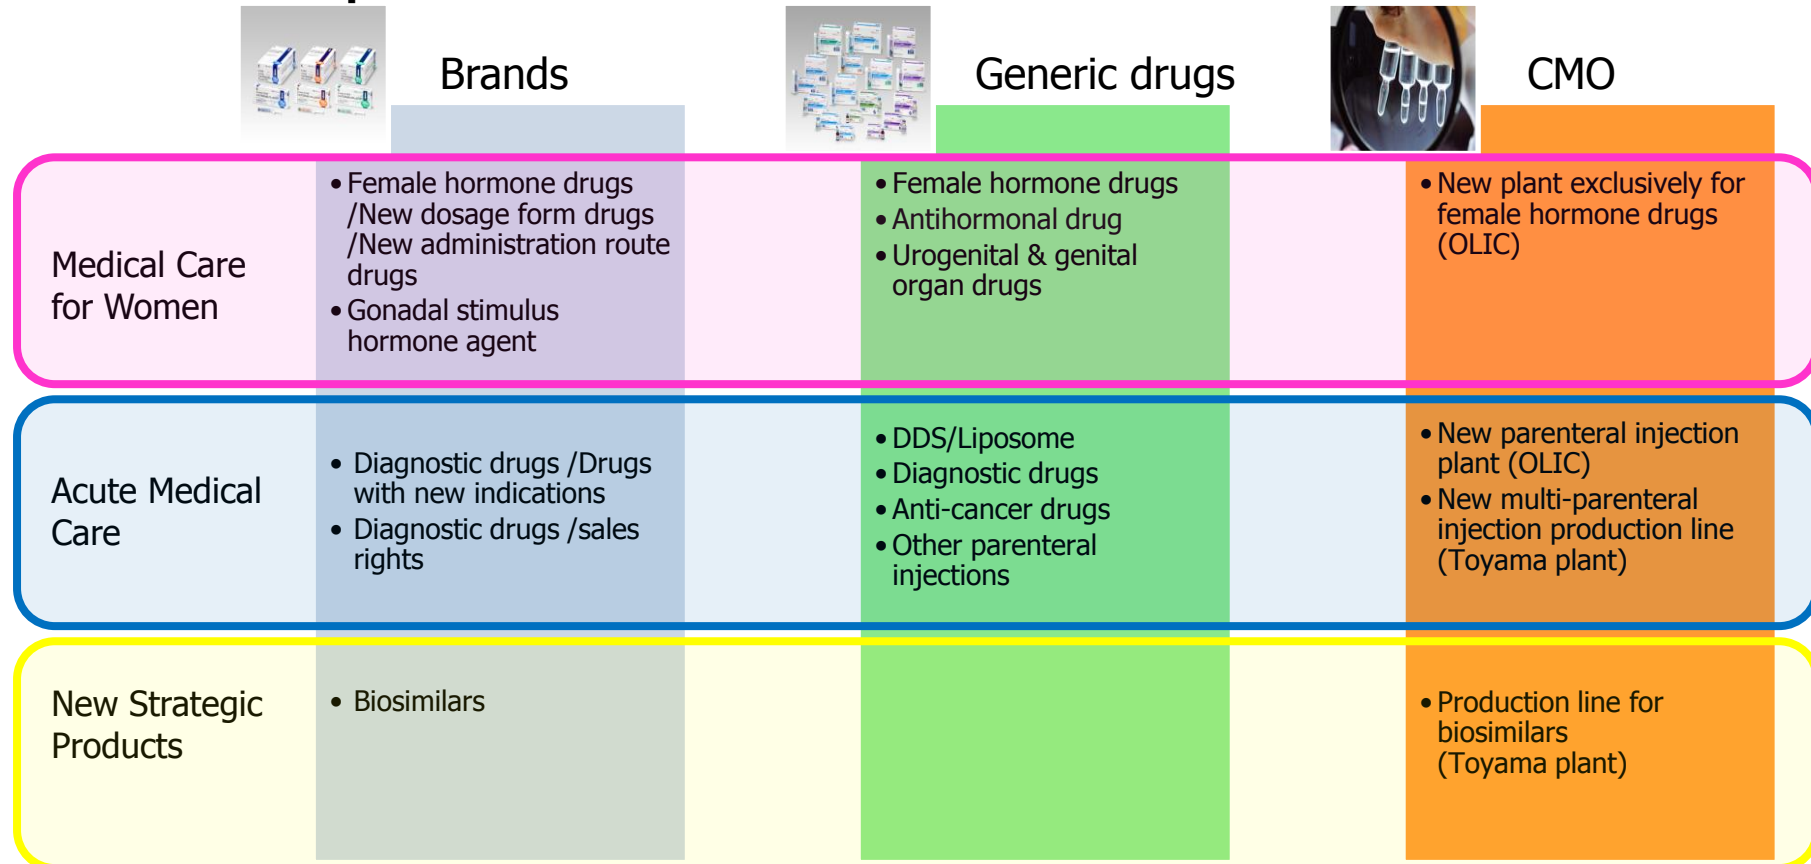 Brands
Generic drugs
CMO
Medical Care
for Women
• Female hormone drugs
/New dosage form drugs
/New administration route
drugs
• Gonadal stimulus
hormone agent
• Female hormone drugs
• Antihormonal drug
• Urogenital & genital
organ drugs
• New plant exclusively for
female hormone drugs
(OLIC)
Acute Medical
Care
• Diagnostic drugs /Drugs
with new indications
• Diagnostic drugs /sales
rights
• DDS/Liposome
• Diagnostic drugs
• Anti-cancer drugs
• Other parenteral
injections
• New parenteral injection
plant (OLIC)
• New multi-parenteral
injection production line
(Toyama plant)
New Strategic
Products
• Biosimilars
• Production line for
biosimilars
(Toyama plant)